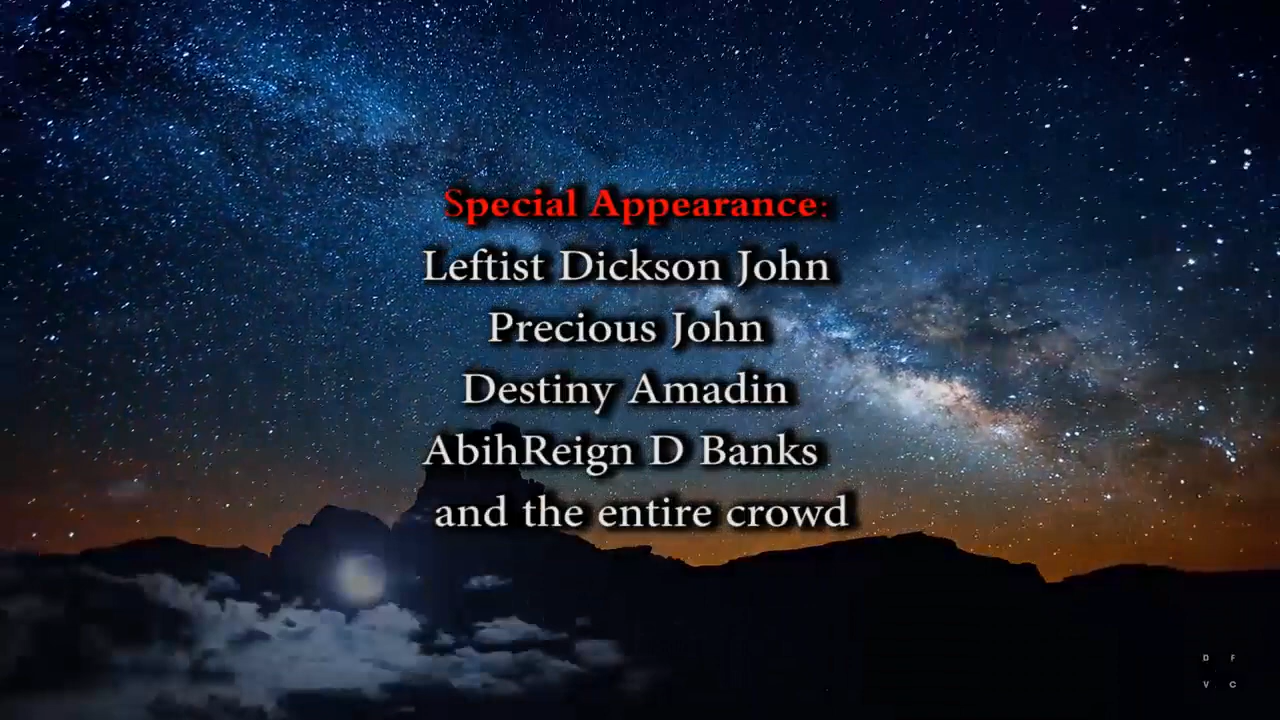 Special Appearance:
Leftist Dickson John
Precious John
Destiny Amadin
AbihReign D Banks
and the entire crowd
D F
V C